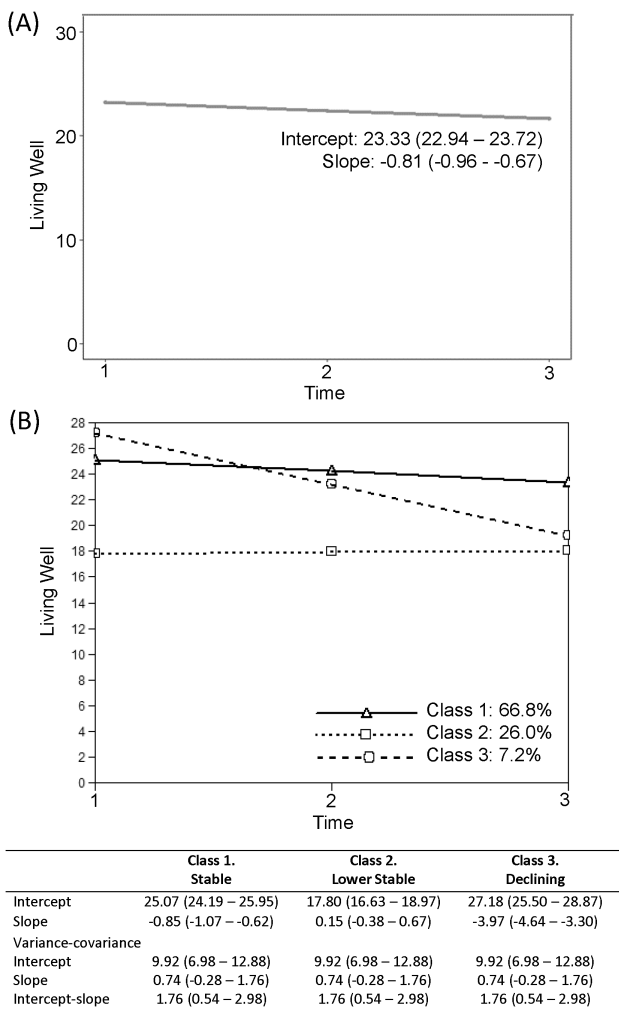 (A)
30
20
10
0
Living Well
Intercept: 23.33 (22.94 – 23.72)
Slope: -0.81 (-0.96 - -0.67)
1 2 3
Time
(B)
28
26
24
22
20
18
16
14
12
10
8
6
4
2
0
Living Well
Class 1: 66.8%
Class 2: 26.0%
Class 3: 7.2%
1 2 3
Time
Class 1. Class 2. Class 3.
Stable Lower Stable Declining
Intercept 25.07 (24.19 – 25.95) 17.80 (16.63 – 18.97) 27.18 (25.50 – 28.87)
Slope -0.85 (-1.07 – -0.62) 0.15 (-0.38 – 0.67) -3.97 (-4.64 – -3.30)
Variance-covariance
Intercept 9.92 (6.98 – 12.88) 9.92 (6.98 – 12.88) 9.92 (6.98 – 12.88)
Slope 0.74 (-0.28 – 1.76) 0.74 (-0.28 – 1.76) 0.74 (-0.28 – 1.76)
Intercept-slope 1.76 (0.54 – 2.98) 1.76 (0.54 – 2.98) 1.76 (0.54 – 2.98)